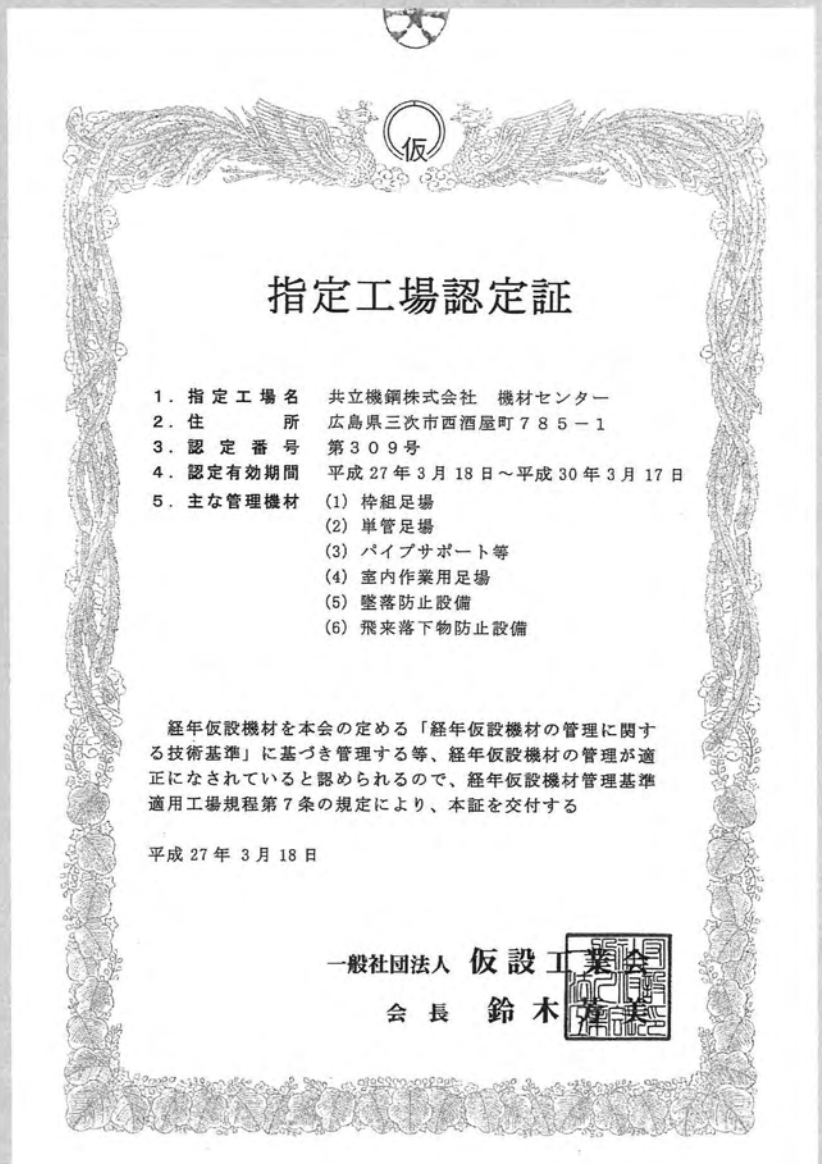 仮
指定工場認定証
1．指定工場名　共立機鋼株式会社　機材センター
2．住　　　所　広島県三次市西酒屋町７８５－１
3．認定番号　第３０９号
4．認定有効期間　平成 27 年 3 月 18 日～平成 30 年 3 月 17 日
5．主な管理機材　(1) 枠組足場
(2) 単管足場
(3) パイプサポート等
(4) 室内作業用足場
(5) 墜落防止設備
(6) 飛来落下物防止設備
経年仮設機材を本会の定める「経年仮設機材の管理に関す
る技術基準」に基づき管理する等、経年仮設機材の管理が適
正になされていると認められるので、経年仮設機材管理基準
適用工場規程第７条の規定により、本証を交付する
平成 27 年 3 月 18 日
一般社団法人 仮設工業会
会長　鈴木　美